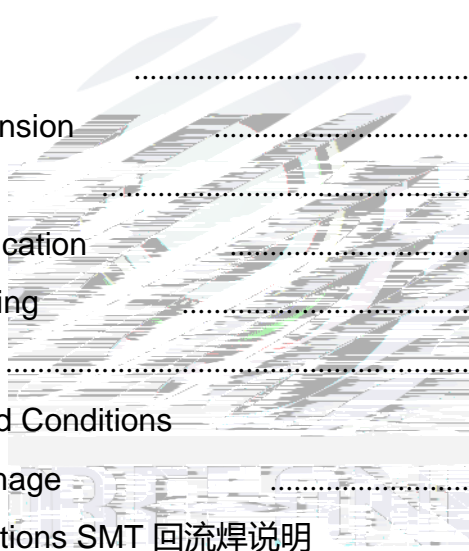 ..........................................
nsion ................................
..............................................
cation ..............................
ing ....................................
..........................................................
d Conditions
nage .........................
tions SMT 回流焊说明